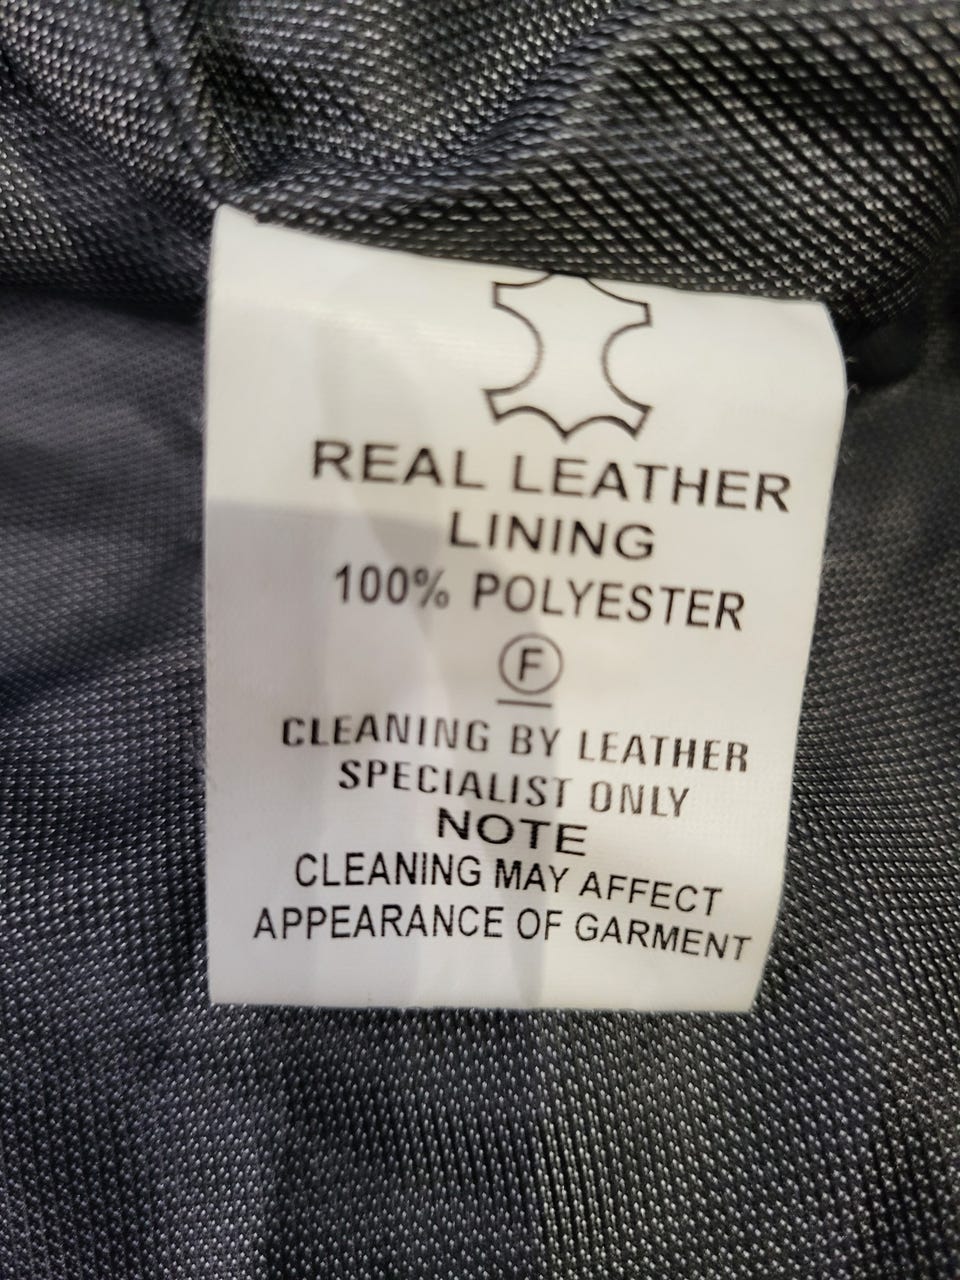 REAL LEATHER
LINING
100% POLYESTER
F
CLEANING BY LEATHER
SPECIALIST ONLY
NOTE
CLEANING MAY AFFECT
APPEARANCE OF GARMENT